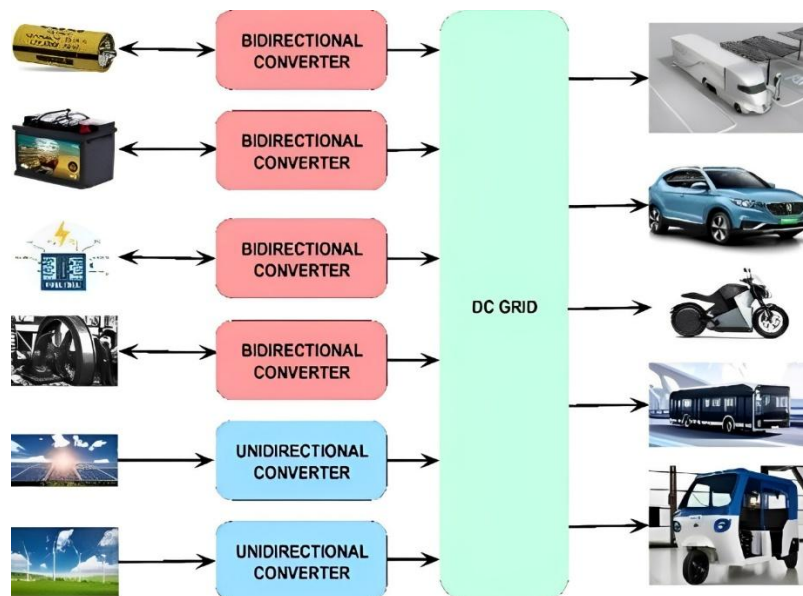 BIDIRECTIONAL
CONVERTER
BIDIRECTIONAL
CONVERTER
BIDIRECTIONAL
CONVERTER
DC GRID
BIDIRECTIONAL
CONVERTER
UNIDIRECTIONAL
CONVERTER
UNIDIRECTIONAL
CONVERTER